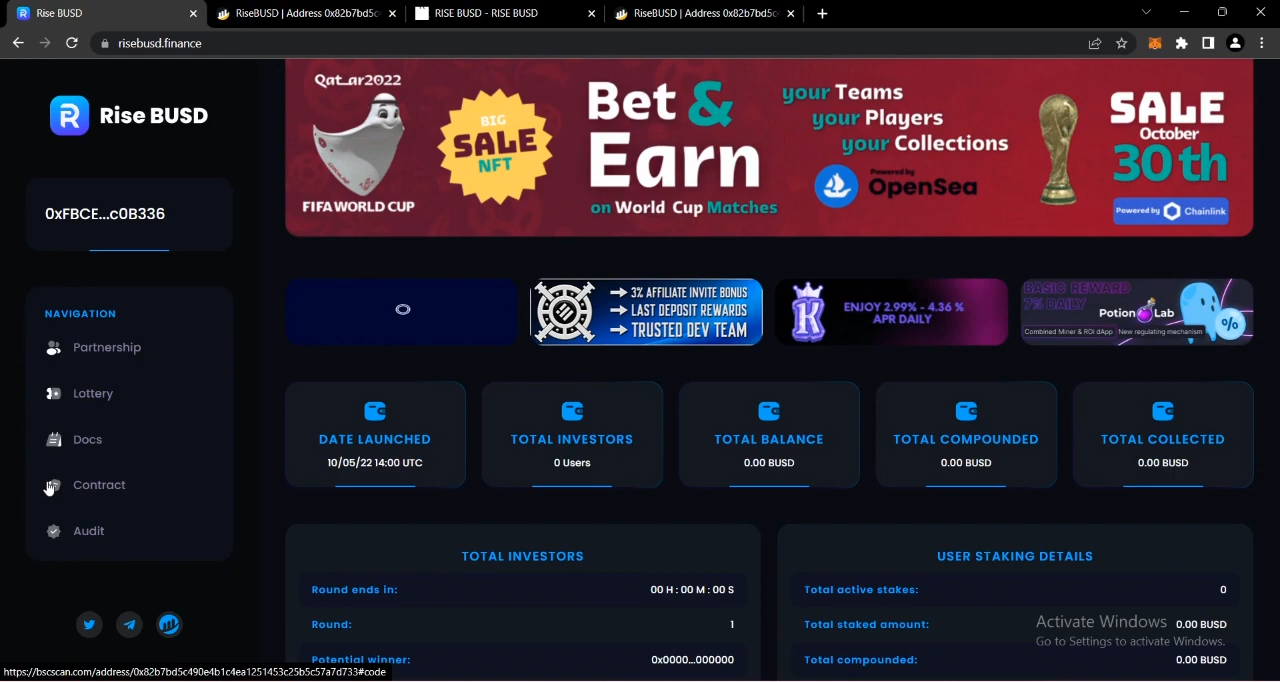 Rise BUSD
RiseBUSD | Address 0x82b7bd5c
RISE BUSD - RISE BUSD
RiseBUSD | Address 0x82b7bd5c
risebusd.finance
R Rise BUSD
0xFBCE...c0B336
NAVIGATION
Partnership
Lottery
Docs
Contract
Audit
Qat_ar2022
FIFA WORLD CUP
BIG
SALE
NFT
Bet &
Earn
on World Cup Matches
your Teams
your Players
your Collections
Powered by
OpenSea
SALE
October
30th
Powered by Chainlink
3% AFFILIATE INVITE BONUS
LAST DEPOSIT REWARDS
TRUSTED DEV TEAM
K
ENJOY 2.99% - 4.36 %
APR DAILY
BASIC REWARD
7% DAILY
Potion Lab
Combined Miner & ROI dApp New regulating mechanism
%
DATE LAUNCHED
10/05/22 14:00 UTC
TOTAL INVESTORS
0 Users
TOTAL BALANCE
0.00 BUSD
TOTAL COMPOUNDED
0.00 BUSD
TOTAL COLLECTED
0.00 BUSD
TOTAL INVESTORS
Round ends in: 00 H : 00 M : 00 S
Round: 1
Potential winner: 0x0000...000000
USER STAKING DETAILS
Total active stakes: 0
Total staked amount: 0.00 BUSD
Total compounded: 0.00 BUSD
Activate Windows
Go to Settings to activate Windows.
https://bscscan.com/address/0x82b7bd5c490e4b1c4ea1251453c25b5c57a7d733#code